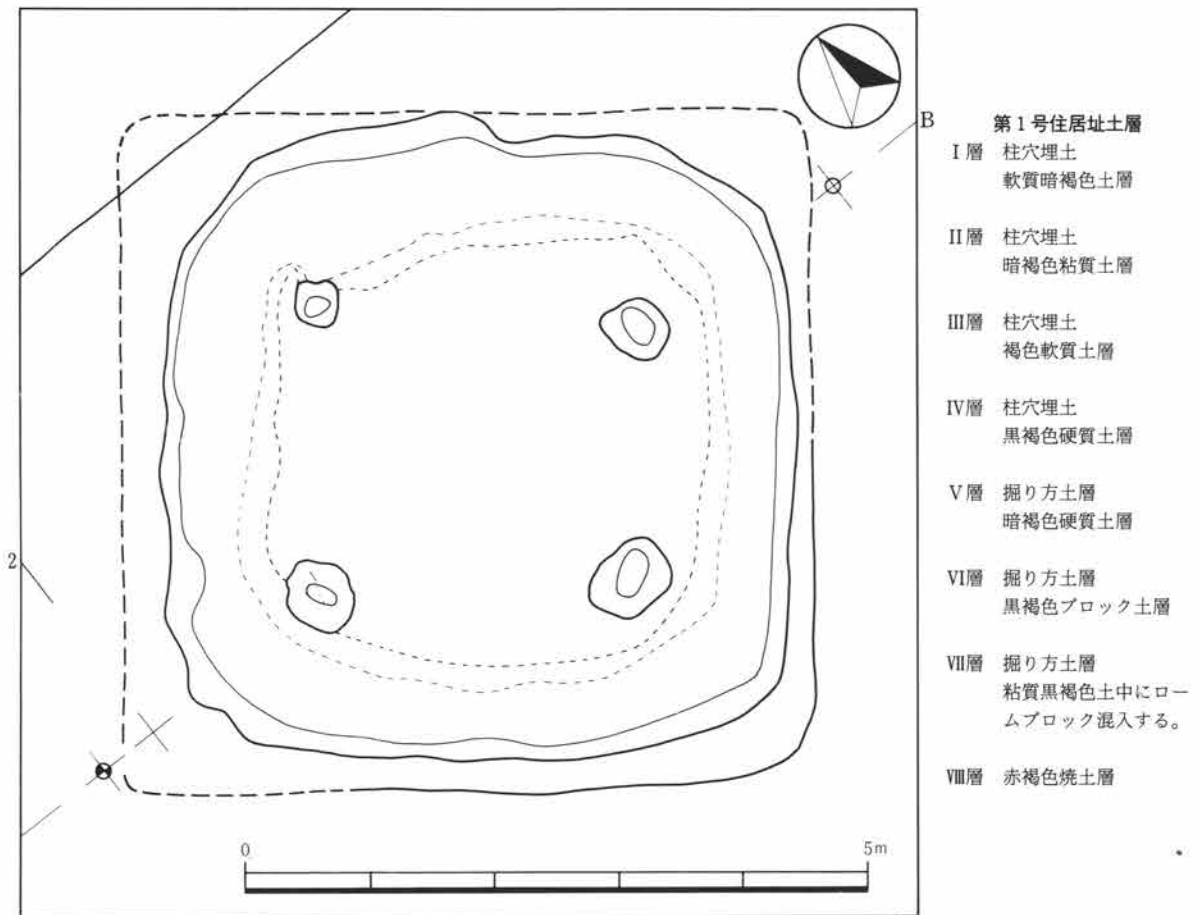 B
第1号住居址土層
I層 柱穴埋土
軟質暗褐色土層
II層 柱穴埋土
暗褐色粘質土層
III層 柱穴埋土
褐色軟質土層
IV層 柱穴埋土
黒褐色硬質土層
V層 掘り方土層
暗褐色硬質土層
VI層 掘り方土層
黒褐色ブロック土層
VII層 掘り方土層
粘質黒褐色土中にロー
ムブロック混入する。
VIII層 赤褐色焼土層
2
0 5m